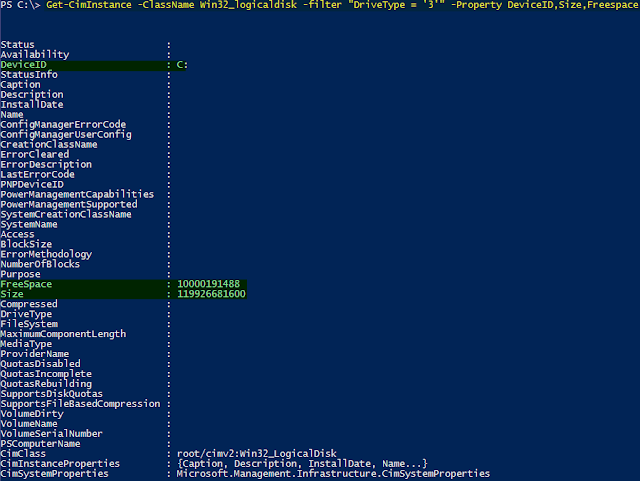 PS C:\> Get-CimInstance -ClassName Win32_logicaldisk -filter "DriveType = '3'" -Property DeviceID,Size,Freespace
Status :
Availability :
DeviceID : C:
StatusInfo :
Caption :
Description :
InstallDate :
Name :
ConfigManagerErrorCode :
ConfigManagerUserConfig :
CreationClassName :
ErrorCleared :
ErrorDescription :
LastErrorCode :
PNPDeviceID :
PowerManagementCapabilities :
PowerManagementSupported :
SystemCreationClassName :
SystemName :
Access :
BlockSize :
ErrorMethodology :
NumberOfBlocks :
Purpose :
FreeSpace : 10000191488
Size : 119926681600
Compressed :
DriveType :
FileSystem :
MaximumComponentLength :
MediaType :
ProviderName :
QuotasDisabled :
QuotasIncomplete :
QuotasRebuilding :
SupportsDiskQuotas :
SupportsFileBasedCompression :
VolumeDirty :
VolumeName :
VolumeSerialNumber :
PSComputerName :
CimClass : root/cimv2:Win32_LogicalDisk
CimInstanceProperties : {Caption, Description, InstallDate, Name...}
CimSystemProperties : Microsoft.Management.Infrastructure.CimSystemProperties